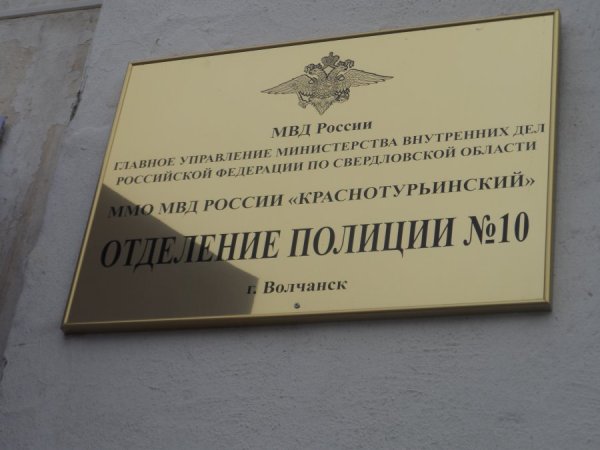 МВД России
ГЛАВНОЕ УПРАВЛЕНИЕ МИНИСТЕРСТВА ВНУТРЕННИХ ДЕЛ
РОССИЙСКОЙ ФЕДЕРАЦИИ ПО СВЕРДЛОВСКОЙ ОБЛАСТИ
ММО МВД РОССИИ «КРАСНОТУРЬИНСКИЙ»
ОТДЕЛЕНИЕ ПОЛИЦИИ №10
г. Волчанск